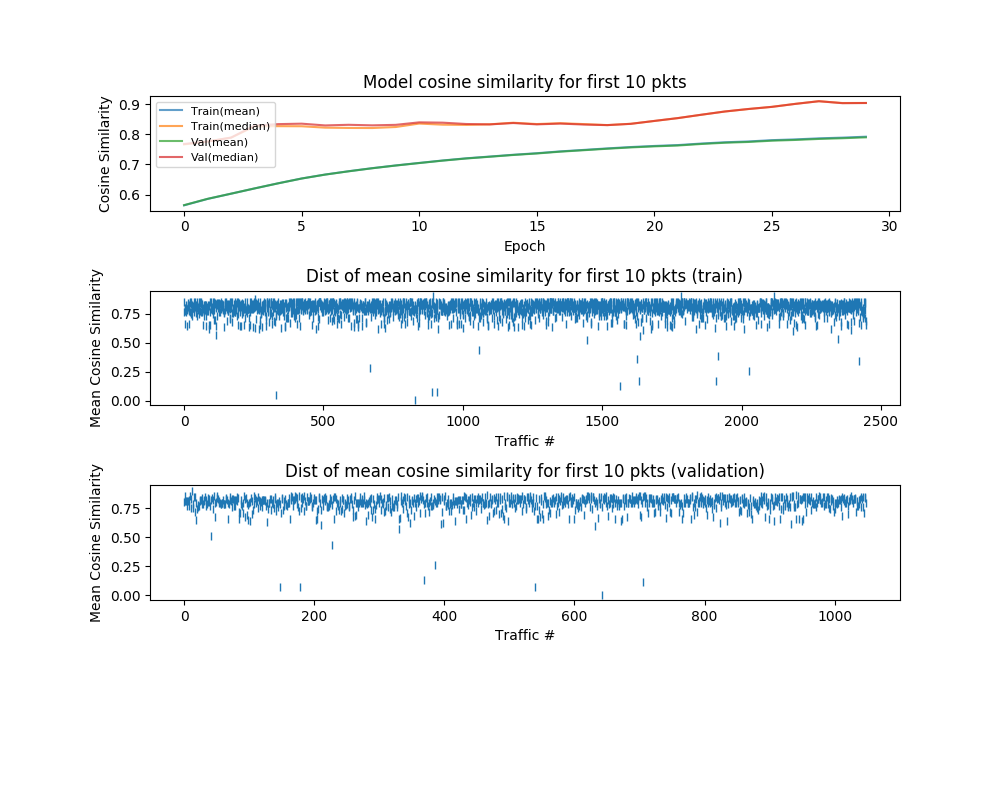 Model cosine similarity for first 10 pkts
Cosine Similarity
0.9
0.8
0.7
0.6
Train(mean)
Train(median)
Val(mean)
Val(median)
0 5 10 15 20 25 30
Epoch
Dist of mean cosine similarity for first 10 pkts (train)
Mean Cosine Similarity
0.75
0.50
0.25
0.00
0 500 1000 1500 2000 2500
Traffic #
Dist of mean cosine similarity for first 10 pkts (validation)
Mean Cosine Similarity
0.75
0.50
0.25
0.00
0 200 400 600 800 1000
Traffic #